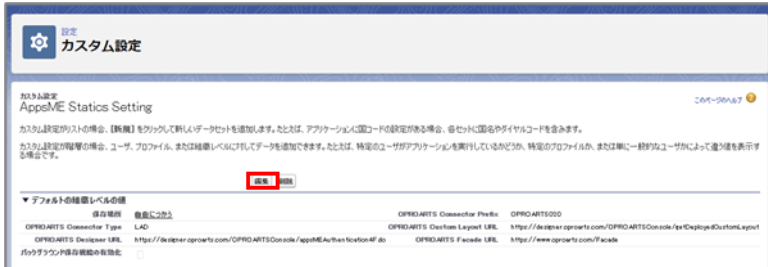 設定
カスタム設定
カスタム設定
AppsME Statics Setting
このページのヘルプ
カスタム設定がリストの場合、[新規] をクリックして新しいデータセットを追加します。たとえば、アプリケーションに国コードの設定がある場合、各セットに国名やダイヤルコードを含みます。
カスタム設定が階層の場合、ユーザ、プロファイル、または組織レベルに対してデータを追加できます。たとえば、特定のユーザがアプリケーションを実行しているかどうか、特定のプロファイルか、または単に一般的なユーザかによって違う値を表示す
る場合です。
編集 削除
▼ デフォルトの組織レベルの値
保存場所 自由につかう OPROARTS Connector Prefix OPROARTS020
OPROARTS Connector Type LAD OPROARTS Custom Layout URL https://designer.oproarts.com/OPROARTSConsole/getDeployedCustomLayout
OPROARTS Designer URL https://designer.oproarts.com/OPROARTSConsole/appsMEAuthentication4F.do OPROARTS Facade URL https://www.oproarts.com/Facade
バックグラウンド保存機能の有効化